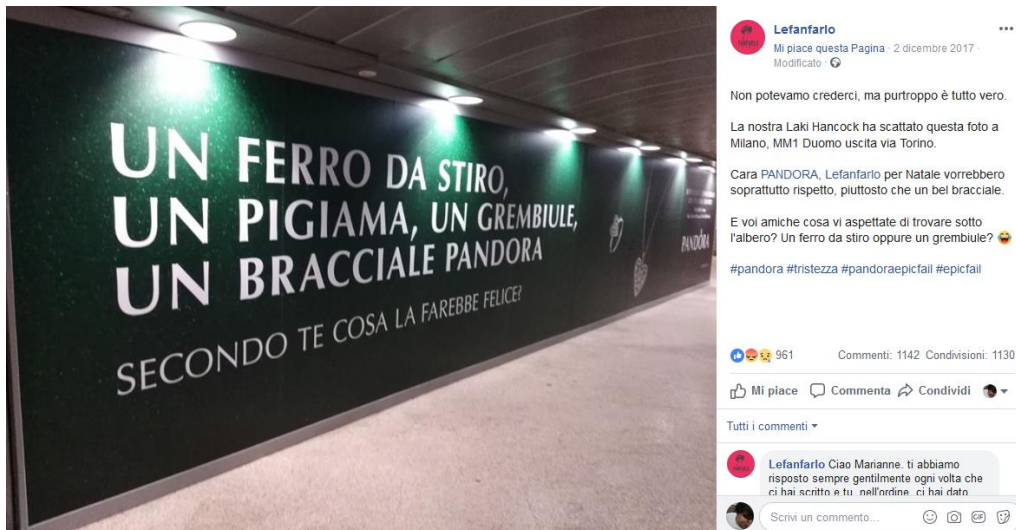 UN FERRO DA STIRO,
UN PIGIAMA, UN GREMBIULE,
UN BRACCIALE PANDORA
SECONDO TE COSA LA FAREBBE FELICE?
PANDÖRA
Lefanfarlo
Mi piace questa Pagina · 2 dicembre 2017 ·
Modificato ·
Non potevamo crederci, ma purtroppo è tutto vero.
La nostra Laki Hancock ha scattato questa foto a
Milano, MM1 Duomo uscita via Torino.
Cara PANDORA, Lefanfarlo per Natale vorrebbero
soprattutto rispetto, piuttosto che un bel bracciale.
E voi amiche cosa vi aspettate di trovare sotto
l'albero? Un ferro da stiro oppure un grembiule?
#pandora #tristezza #pandoraepicfail #epicfail
961 Commenti: 1142 Condivisioni: 1130
Mi piace Commenta Condividi
Tutti i commenti
Lefanfarlo Ciao Marianne. ti abbiamo
risposto sempre gentilmente ogni volta che
ci hai scritto e tu, nell'ordine, ci hai dato
Scrivi un commento... GIF